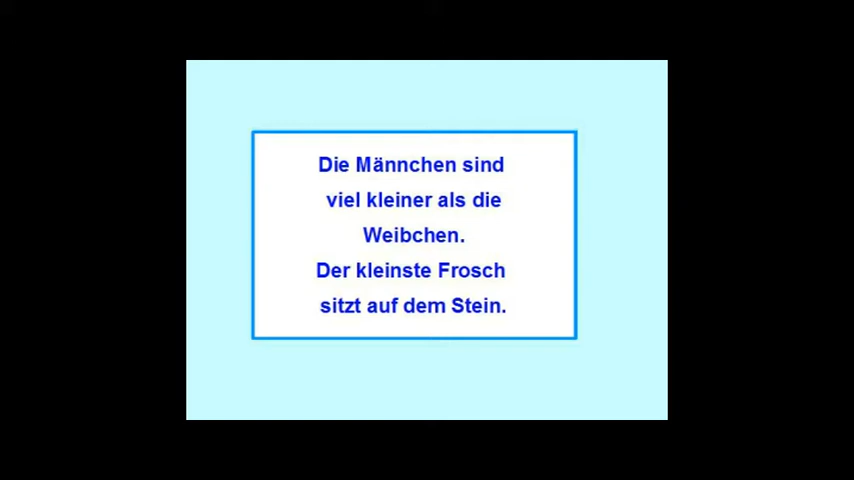 Die Männchen sind
viel kleiner als die
Weibchen.
Der kleinste Frosch
sitzt auf dem Stein.